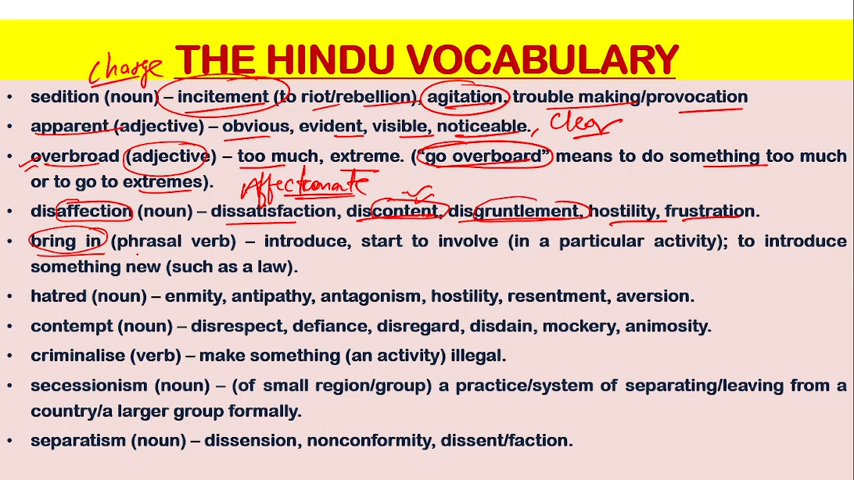 Charge THE HINDU VOCABULARY
• sedition (noun) – incitement (to riot/rebellion), agitation, trouble making/provocation
• apparent (adjective) – obvious, evident, visible, noticeable., Clear
• overbroad (adjective) – too much, extreme. (“go overboard” means to do something too much
or to go to extremes).
Affectionate
• disaffection (noun) – dissatisfaction, discontent, disgruntlement, hostility, frustration.
• bring in (phrasal verb) – introduce, start to involve (in a particular activity); to introduce
something new (such as a law).
• hatred (noun) – enmity, antipathy, antagonism, hostility, resentment, aversion.
• contempt (noun) – disrespect, defiance, disregard, disdain, mockery, animosity.
• criminalise (verb) – make something (an activity) illegal.
• secessionism (noun) – (of small region/group) a practice/system of separating/leaving from a
country/a larger group formally.
• separatism (noun) – dissension, nonconformity, dissent/faction.